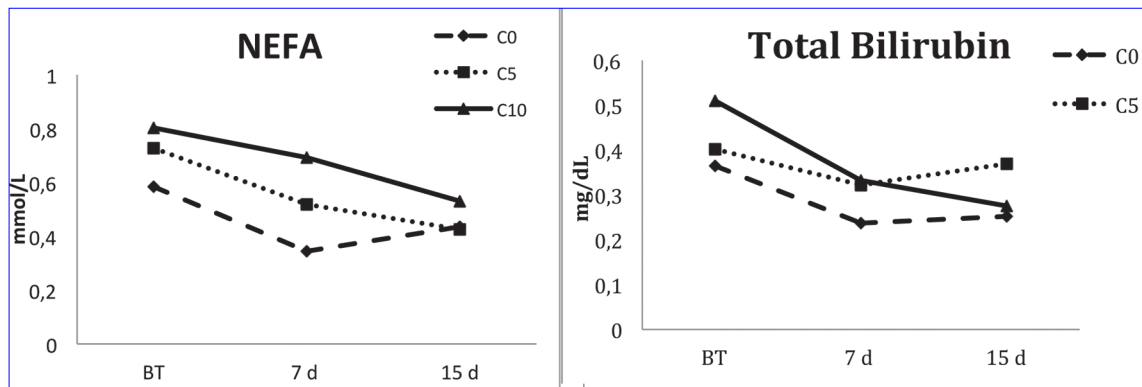 NEFA
C0
C5
C10
1
0,8
0,6
0,4
0,2
0
mmol/L
BT
7 d
15 d
Total Bilirubin
C0
C5
0,6
0,5
0,4
0,3
0,2
0,1
0
mg/dL
BT
7 d
15 d